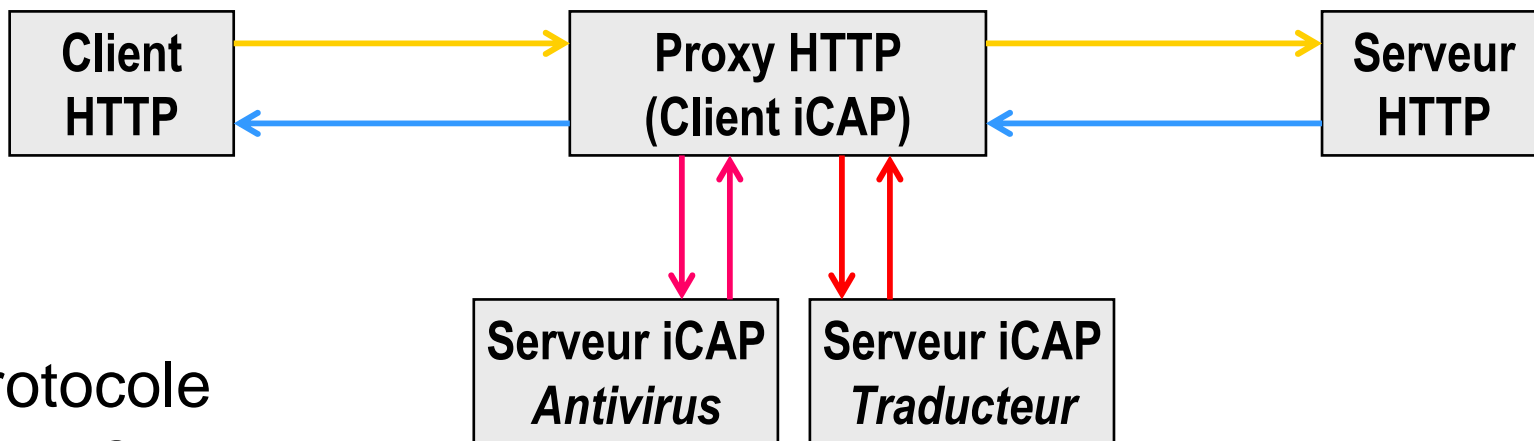 Client
HTTP
Proxy HTTP
(Client iCAP)
Serveur
HTTP
Serveur iCAP
Antivirus
Serveur iCAP
Traducteur
rotocole